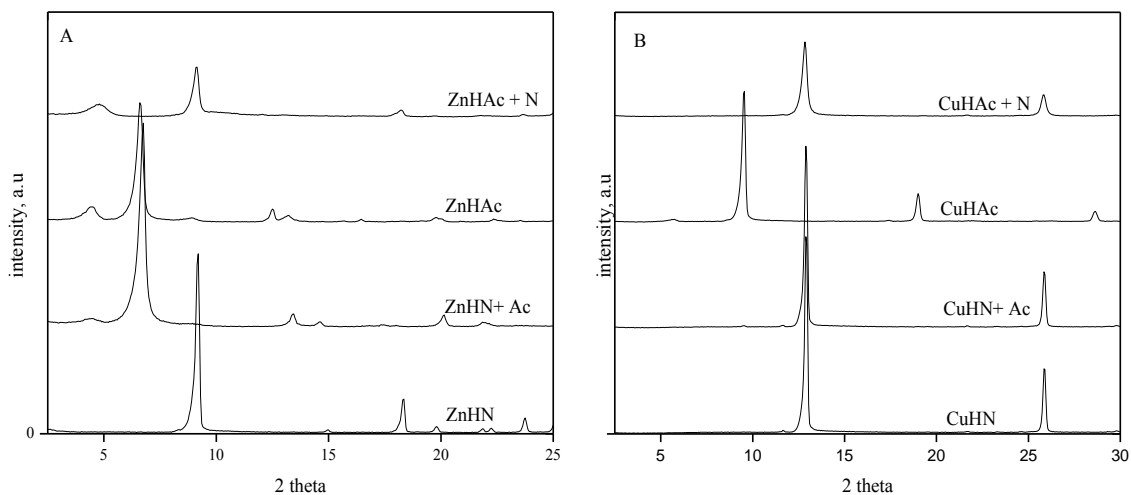 A
ZnHAc + N
ZnHAc
ZnHN+ Ac
ZnHN
intensity, a.u
0
5
10
15
20
25
2 theta
B
CuHAc + N
CuHAc
CuHN+ Ac
CuHN
intensity, a.u
5
10
15
20
25
30
2 theta